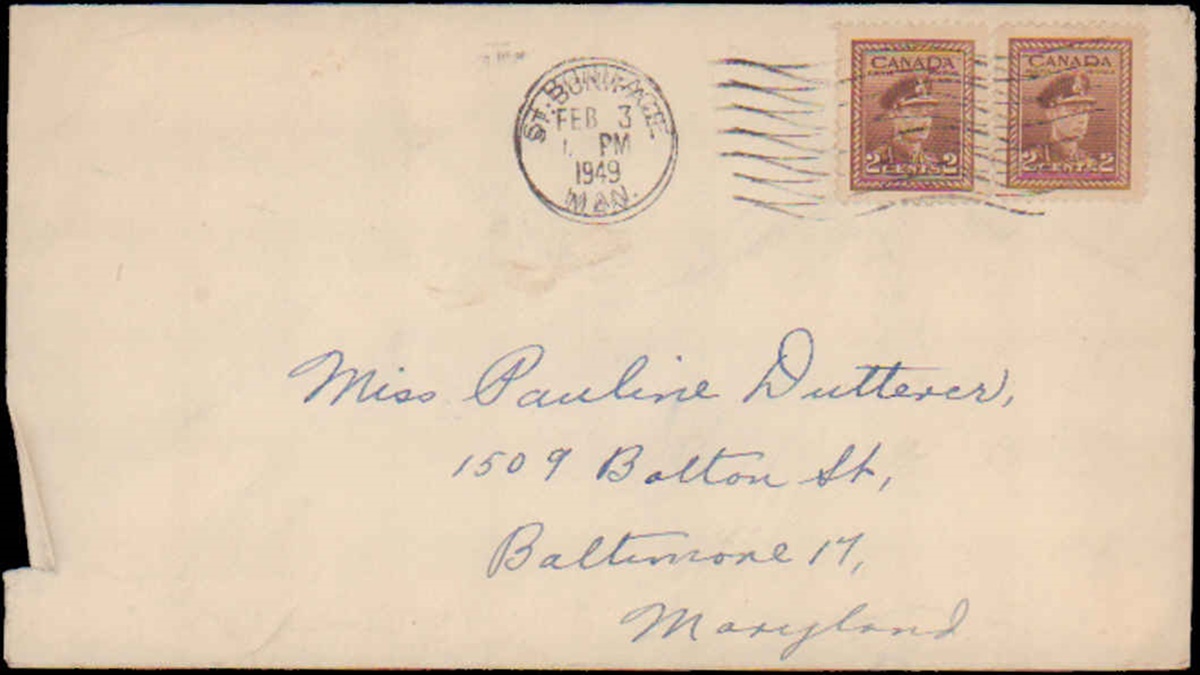 ST. BONIFACE
FEB 3
PM
1949
MAN.
CANADA
2 CENTS 2
CANADA
2 CENTS 2
Miss Pauline Dutterer,
1509 Bolton St,
Baltimore 17,
Maryland